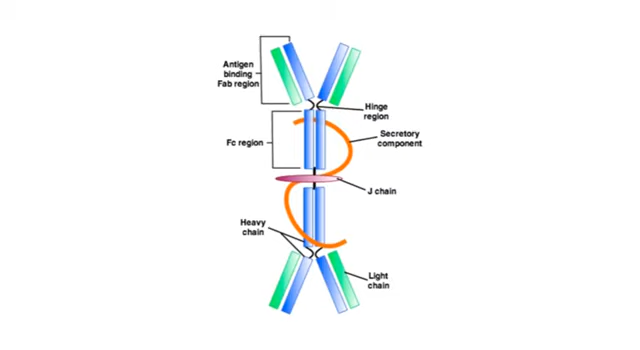 Antigen
binding
Fab region
Hinge
region
Fc region
Secretory
component
J chain
Heavy
chain
Light
chain